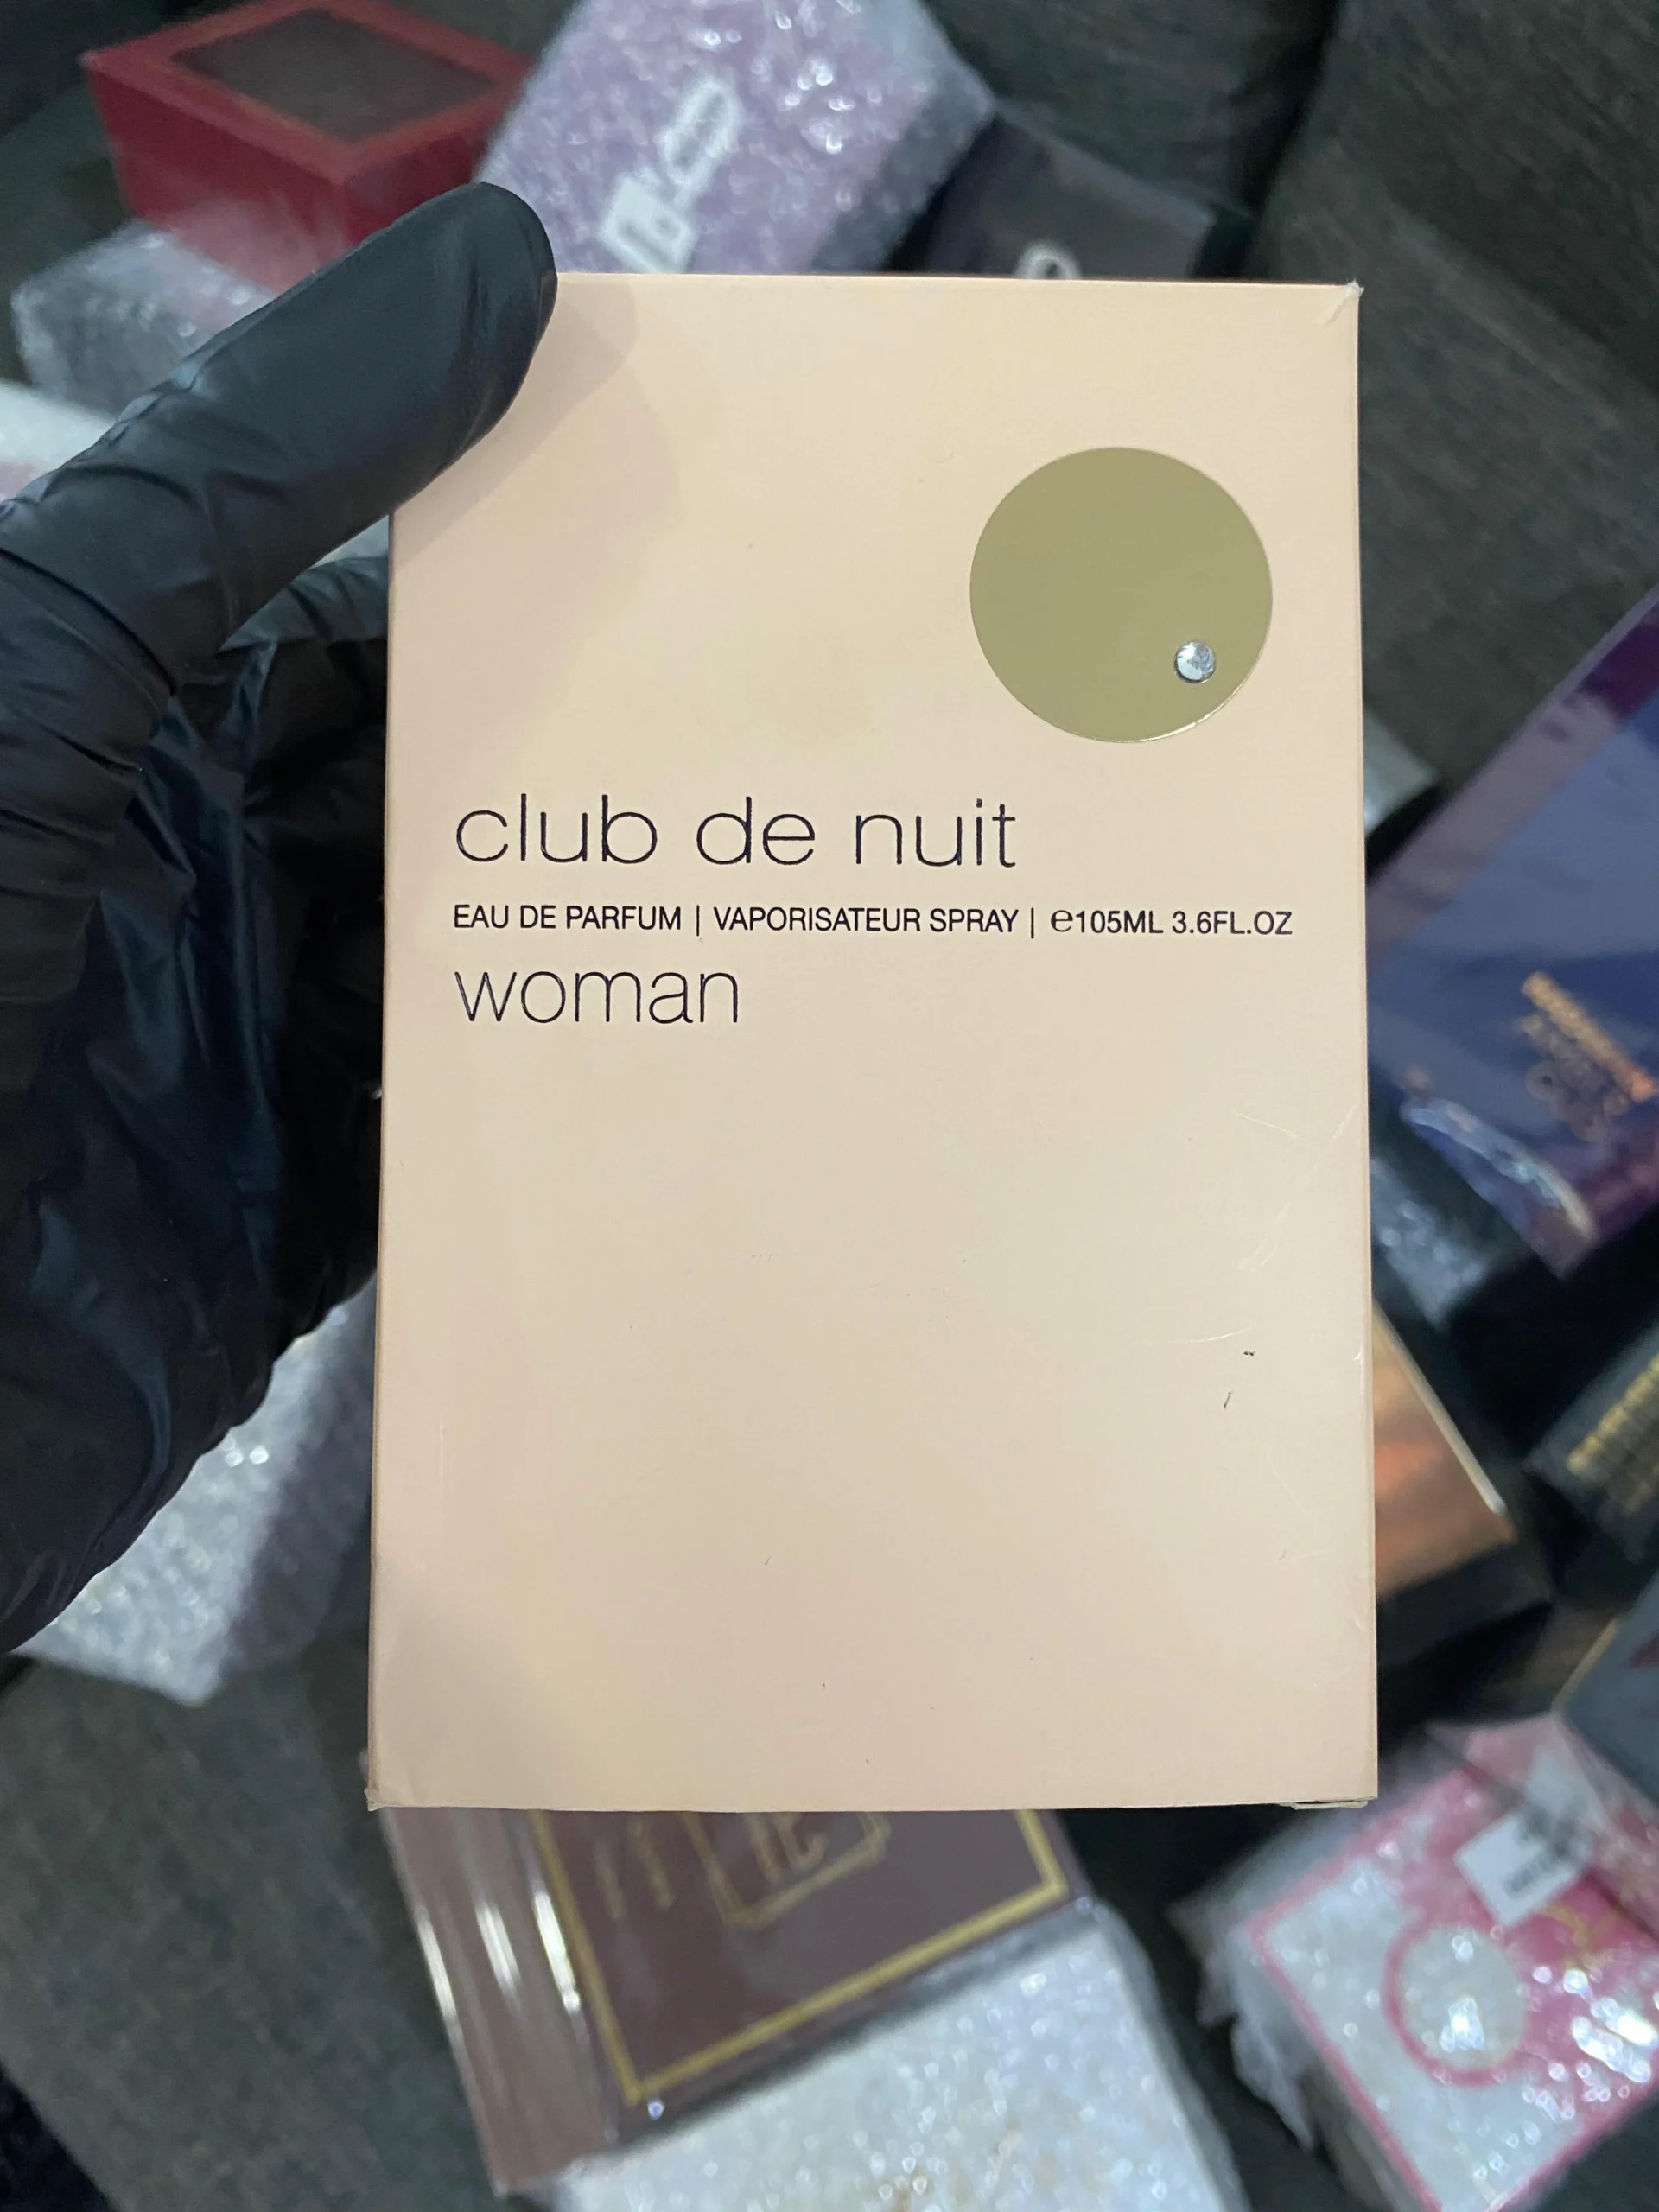 club de nuit
EAU DE PARFUM | VAPORISATEUR SPRAY | ℮105ML 3.6FL.OZ
woman